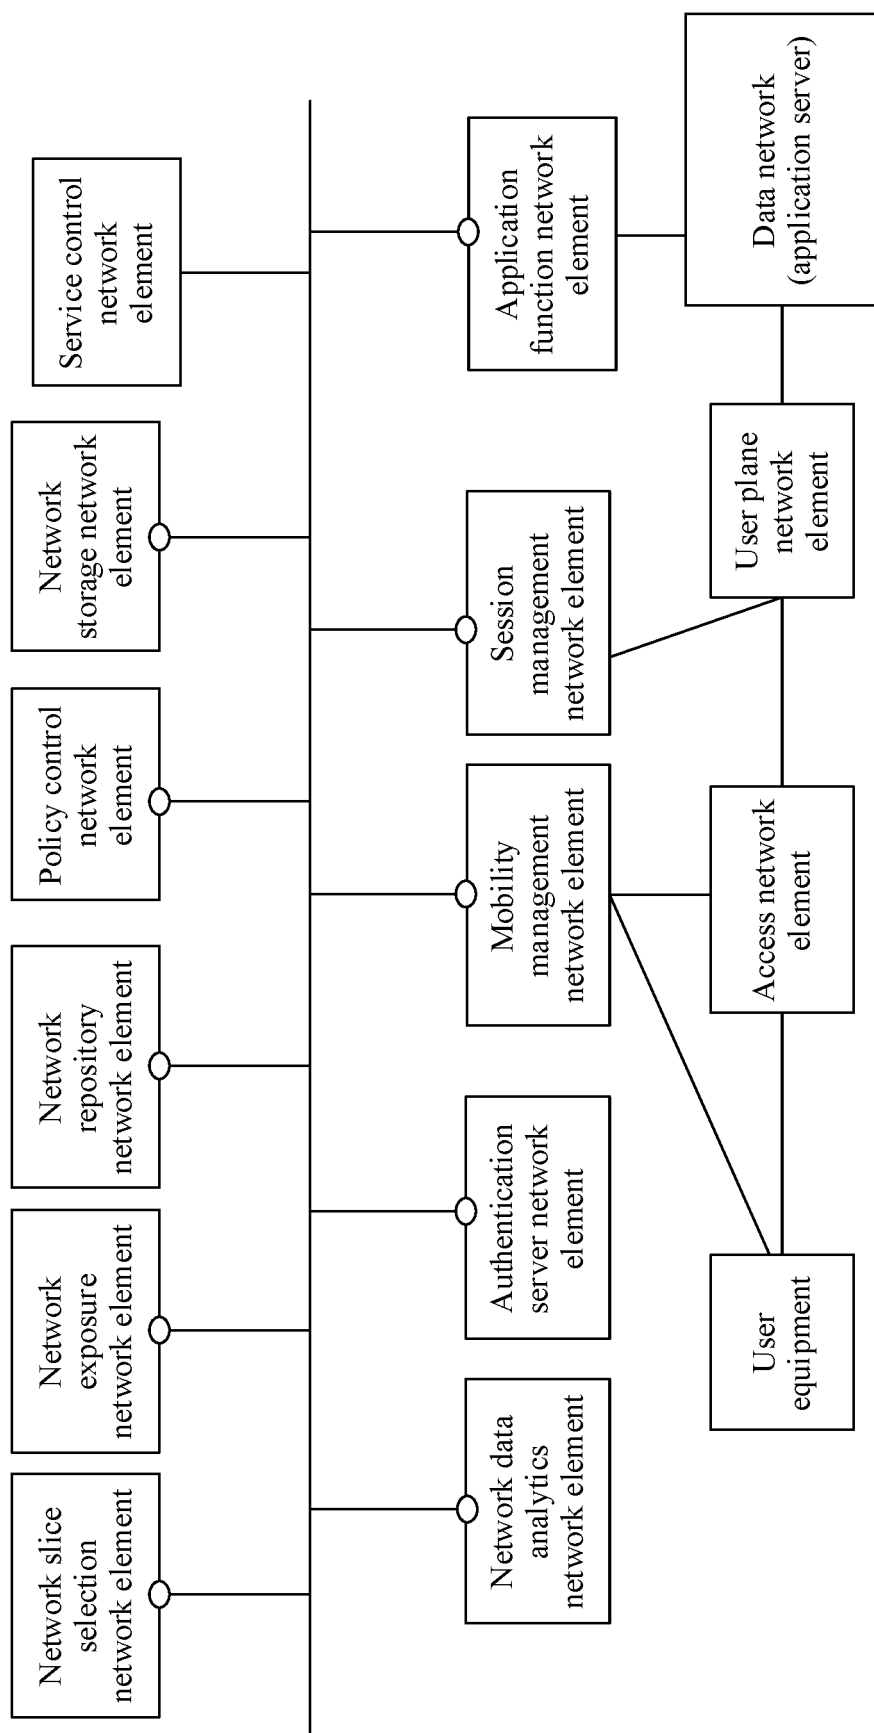 Network slice
selection
network element
Network
exposure
network element
Network
repository
network element
Policy control
network
element
Network
storage network
element
Service control
network
element
Network data
analytics
network element
Authentication
server network
element
Mobility
management
network element
Session
management
network element
Application
function network
element
User
equipment
Access network
element
User plane
network
element
Data network
(application server)